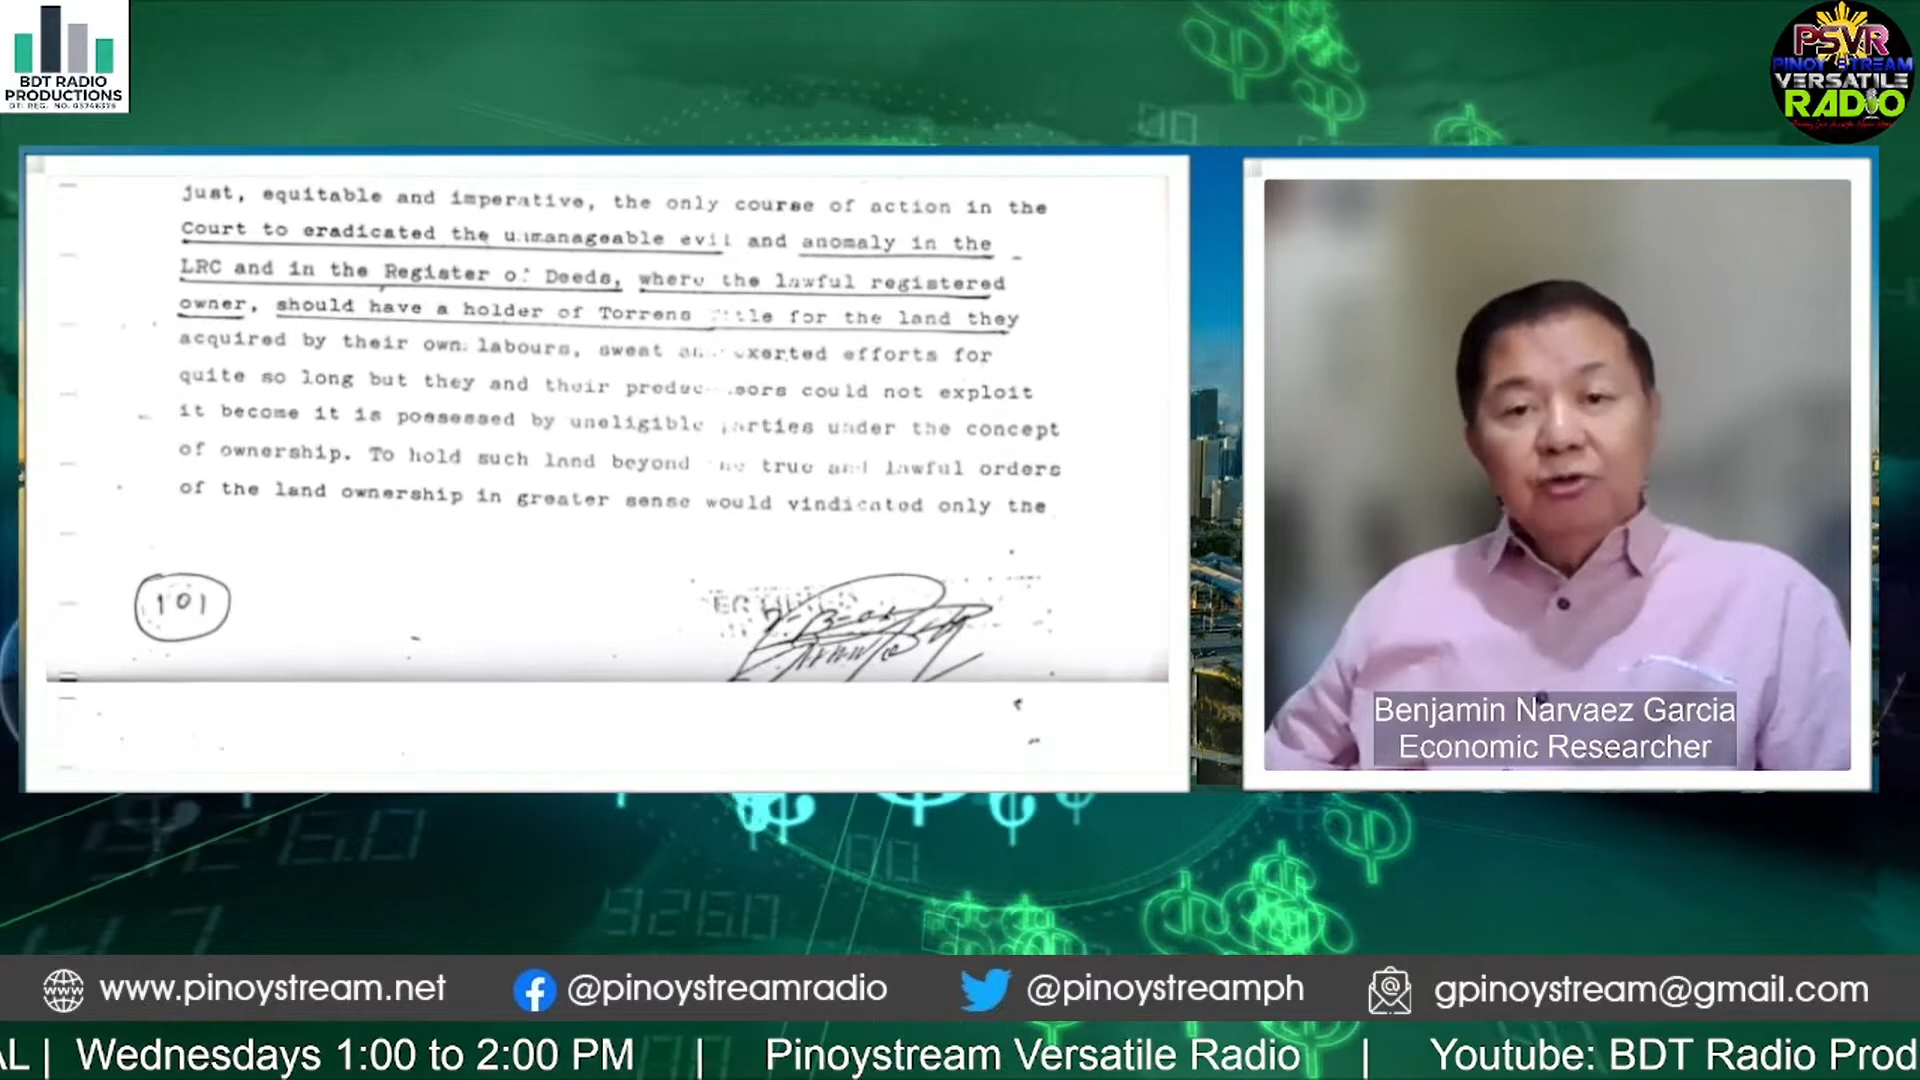 BDT RADIO
PRODUCTIONS
PSVR
PINOY STREAM
VERSATILE
RADIO
just, equitable and imperative, the only course of action in the
Court to eradicated the unmanageable evil and anomaly in the
LRC and in the Register of Deeds, where the lawful registered
owner, should have a holder of Torrens Title for the land they
acquired by their own labours, sweat and exerted efforts for
quite so long but they and their could not exploit
it become it is possessed by uneligible parties under the concept
of ownership. To hold such land beyond the true and lawful orders
of the land ownership in greater sense would vindicated only the
101
Benjamin Narvaez Garcia
Economic Researcher
www.pinoystream.net @pinoystreamradio @pinoystreamph gpinoystream@gmail.com
AL | Wednesdays 1:00 to 2:00 PM | Pinoystream Versatile Radio | Youtube: BDT Radio Prod